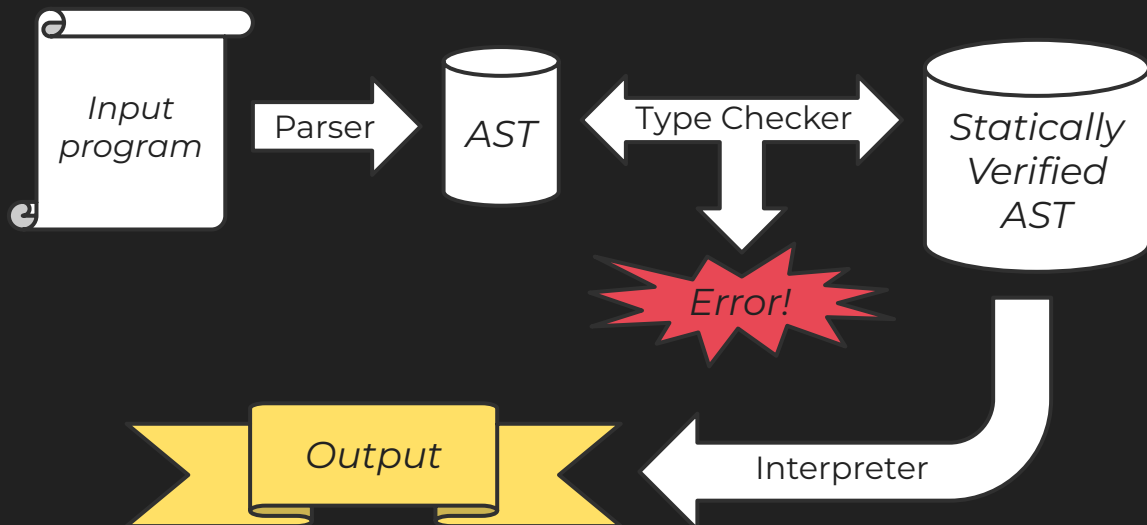 Input
program
Parser
AST
Type Checker
Statically
Verified
AST
Error!
Output
Interpreter